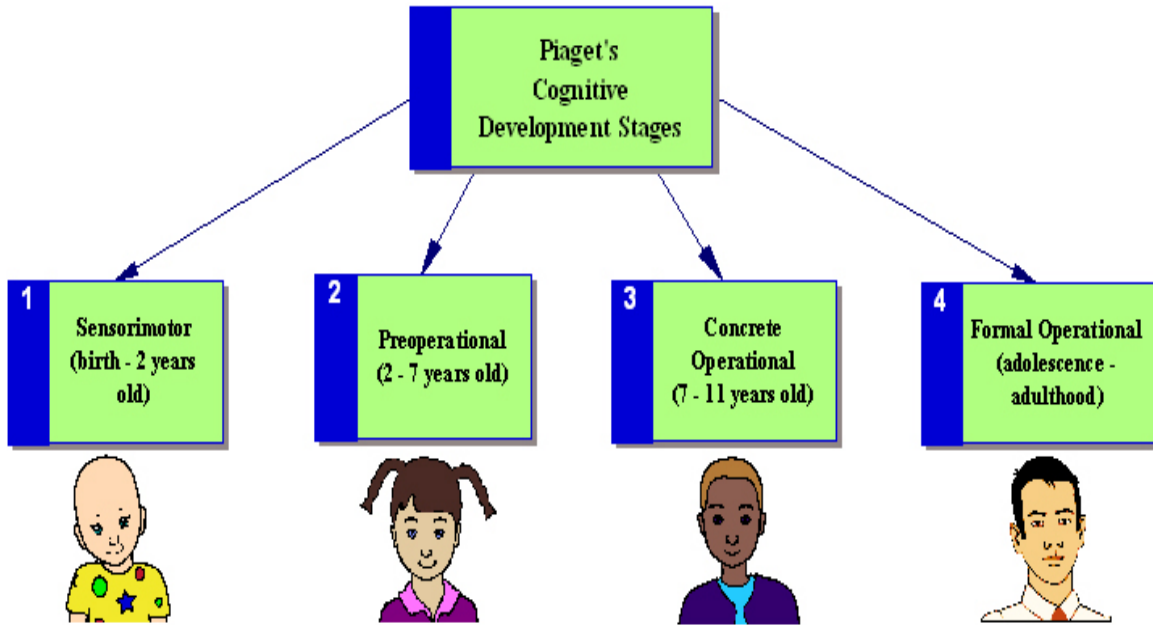 Piaget's
Cognitive
Development Stages
1
Sensorimotor
(birth - 2 years
old)
2
Preoperational
(2 - 7 years old)
3
Concrete
Operational
(7 - 11 years old)
4
Formal Operational
(adolescence -
adulthood)